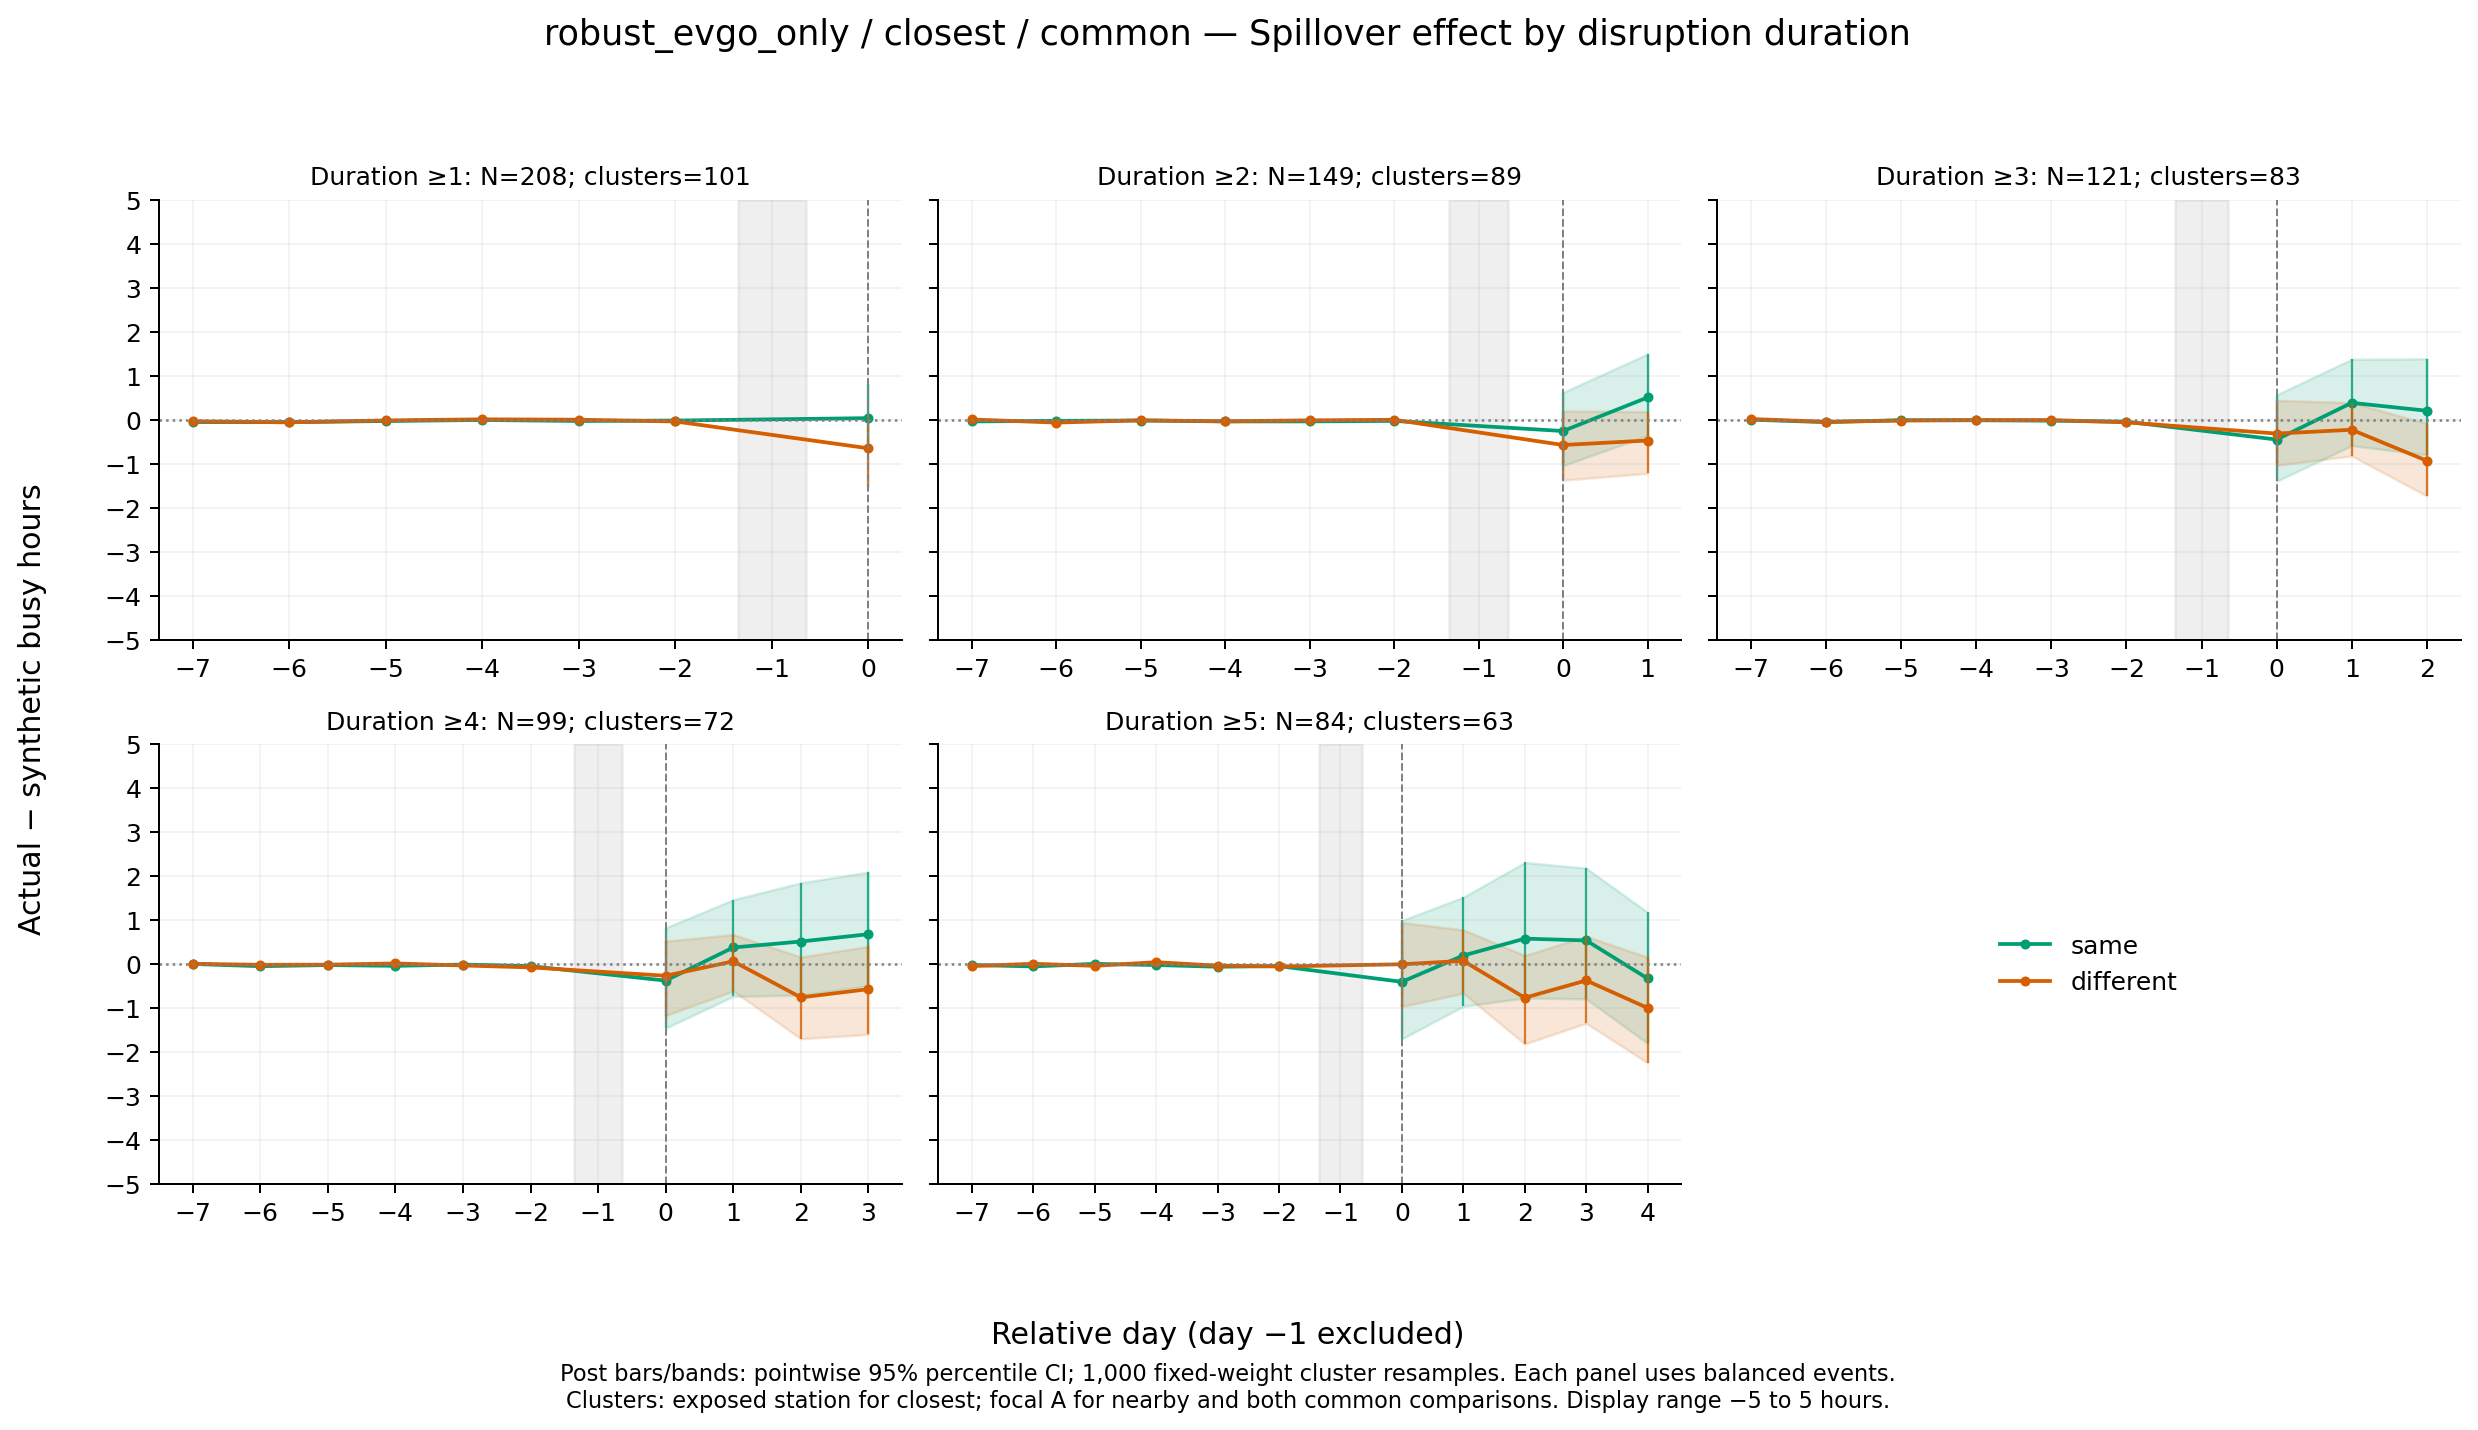 robust_evgo_only / closest / common — Spillover effect by disruption duration
Duration ≥1: N=208; clusters=101
Duration ≥2: N=149; clusters=89
Duration ≥3: N=121; clusters=83
5
4
3
2
1
0
−1
−2
−3
−4
−5
−7 −6 −5 −4 −3 −2 −1 0
−7 −6 −5 −4 −3 −2 −1 0 1
−7 −6 −5 −4 −3 −2 −1 0 1 2
Actual − synthetic busy hours
Duration ≥4: N=99; clusters=72
Duration ≥5: N=84; clusters=63
5
4
3
2
1
0
−1
−2
−3
−4
−5
−7 −6 −5 −4 −3 −2 −1 0 1 2 3
−7 −6 −5 −4 −3 −2 −1 0 1 2 3 4
same
different
Relative day (day −1 excluded)
Post bars/bands: pointwise 95% percentile CI; 1,000 fixed-weight cluster resamples. Each panel uses balanced events.
Clusters: exposed station for closest; focal A for nearby and both common comparisons. Display range −5 to 5 hours.